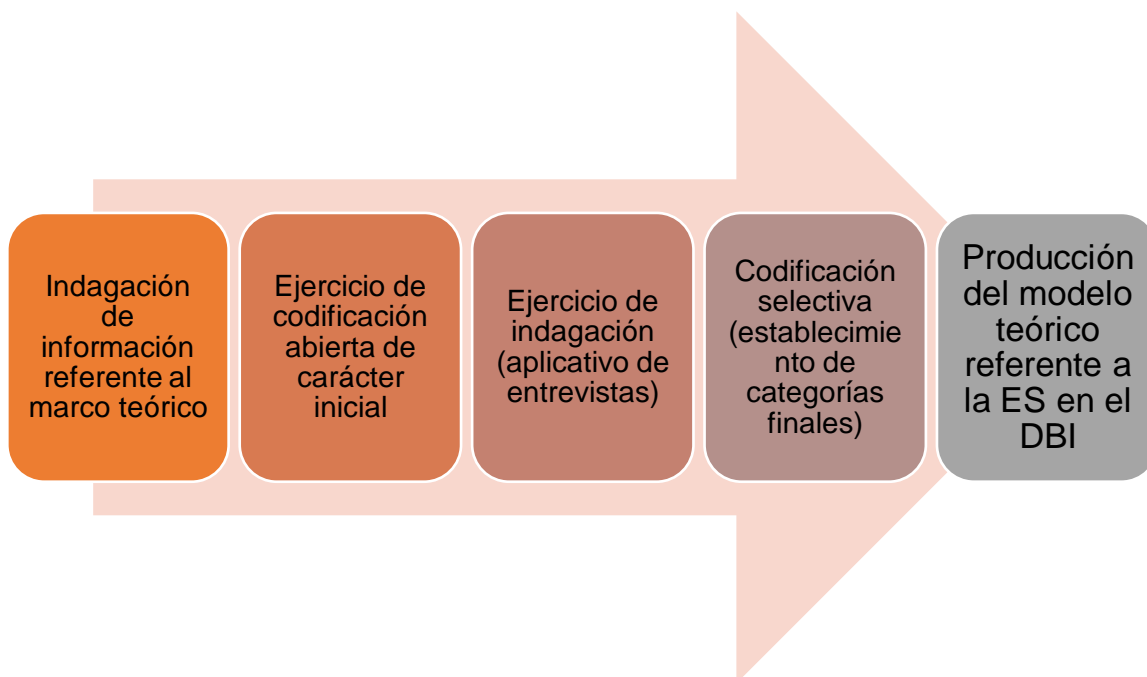 Indagación
de
información
referente al
marco teórico
Ejercicio de
codificación
abierta de
carácter
inicial
Ejercicio de
indagación
(aplicativo de
entrevistas)
Codificación
selectiva
(establecimie
nto de
categorías
finales)
Producción
del modelo
teórico
referente a
la ES en el
DBI